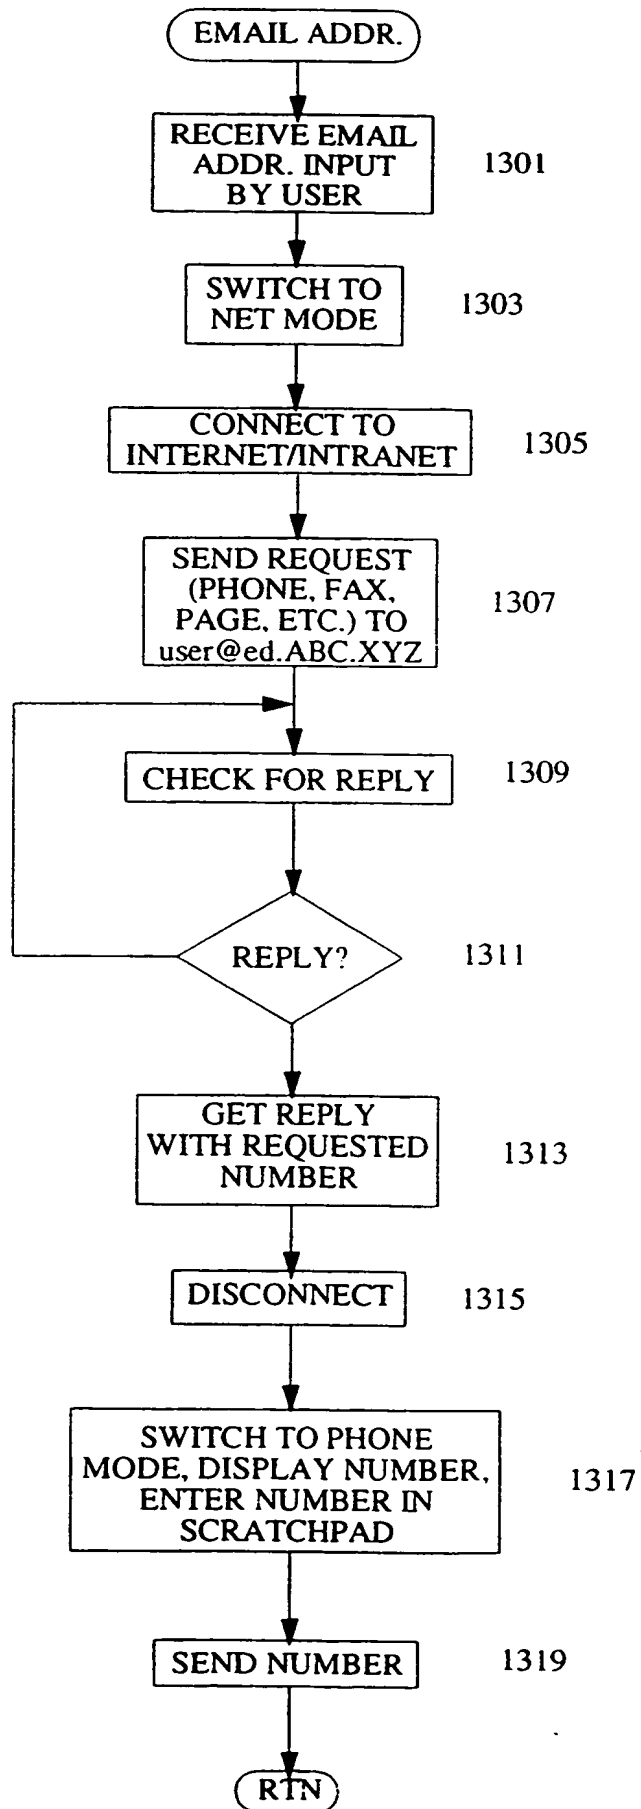 EMAIL ADDR.
RECEIVE EMAIL
ADDR. INPUT
BY USER
1301
SWITCH TO
NET MODE
1303
CONNECT TO
INTERNET/INTRANET
1305
SEND REQUEST
(PHONE, FAX,
PAGE, ETC.) TO
user@ed.ABC.XYZ
1307
CHECK FOR REPLY
1309
REPLY?
1311
GET REPLY
WITH REQUESTED
NUMBER
1313
DISCONNECT
1315
SWITCH TO PHONE
MODE, DISPLAY NUMBER,
ENTER NUMBER IN
SCRATCHPAD
1317
SEND NUMBER
1319
RTN